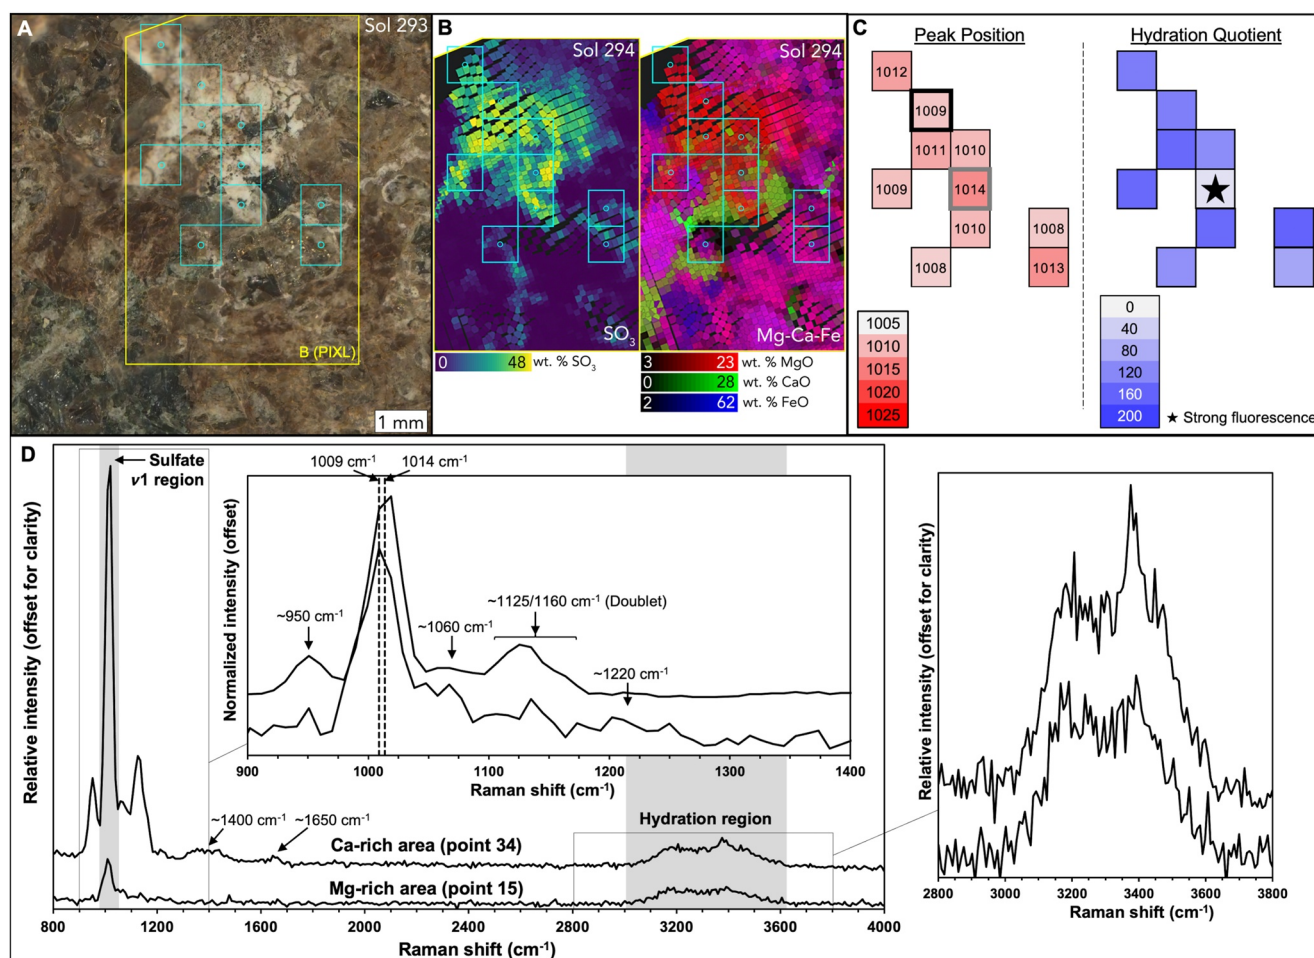 A
Sol 293
B (PIXL)
1 mm
B
Sol 294
Sol 294
SO3
Mg-Ca-Fe
0 48 wt. % SO3
3 23 wt. % MgO
0 28 wt. % CaO
2 62 wt. % FeO
C
Peak Position
Hydration Quotient
1012
1009
1011 1010
1009 1014
1010 1008
1008 1013
1005
1010
1015
1020
1025
0
40
80
120
160
200
★ Strong fluorescence
D
Sulfate
ν1 region
1009 cm-1
1014 cm-1
~950 cm-1
~1060 cm-1
~1125/1160 cm-1 (Doublet)
~1220 cm-1
Normalized intensity (offset)
900 1000 1100 1200 1300 1400
Raman shift (cm-1)
~1400 cm-1
~1650 cm-1
Hydration region
Ca-rich area (point 34)
Mg-rich area (point 15)
Relative intensity (offset for clarity)
800 1200 1600 2000 2400 2800 3200 3600 4000
Raman shift (cm-1)
Relative intensity (offset for clarity)
2800 3000 3200 3400 3600 3800
Raman shift (cm-1)